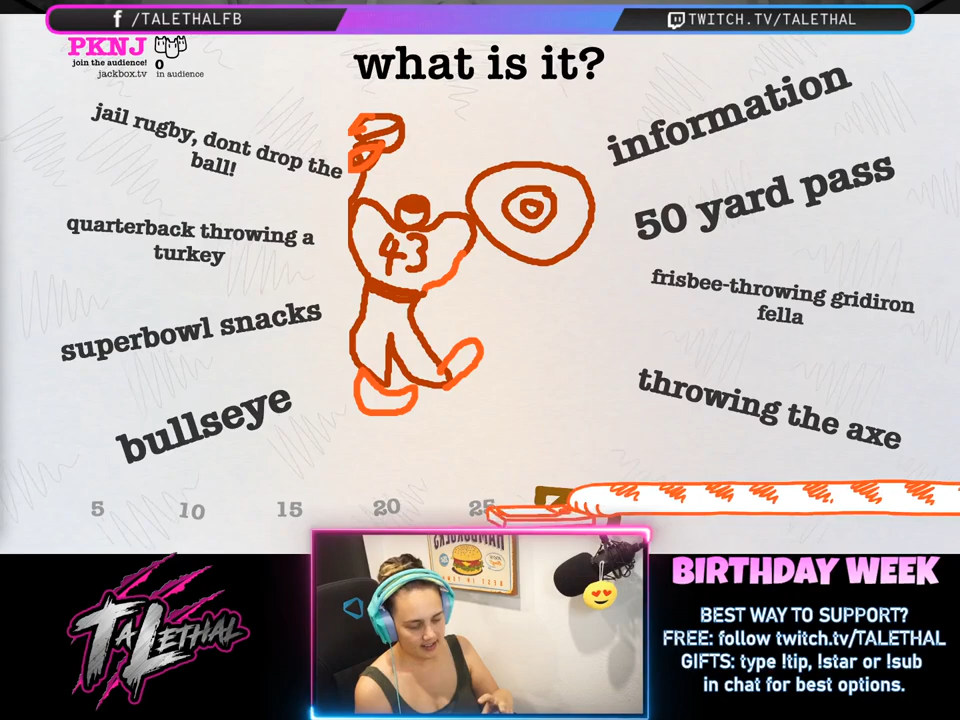 /TALETHALFB
TWITCH.TV/TALETHAL
PKNJ
join the audience!
jackbox.tv
0
in audience
what is it?
jail rugby, dont drop the
ball!
quarterback throwing a
turkey
superbowl snacks
bullseye
information
50 yard pass
frisbee-throwing gridiron
fella
throwing the axe
43
5 10 15 20 25
TALETHAL
BIRTHDAY WEEK
BEST WAY TO SUPPORT?
FREE: follow twitch.tv/TALETHAL
GIFTS: type !tip, !star or !sub
in chat for best options.